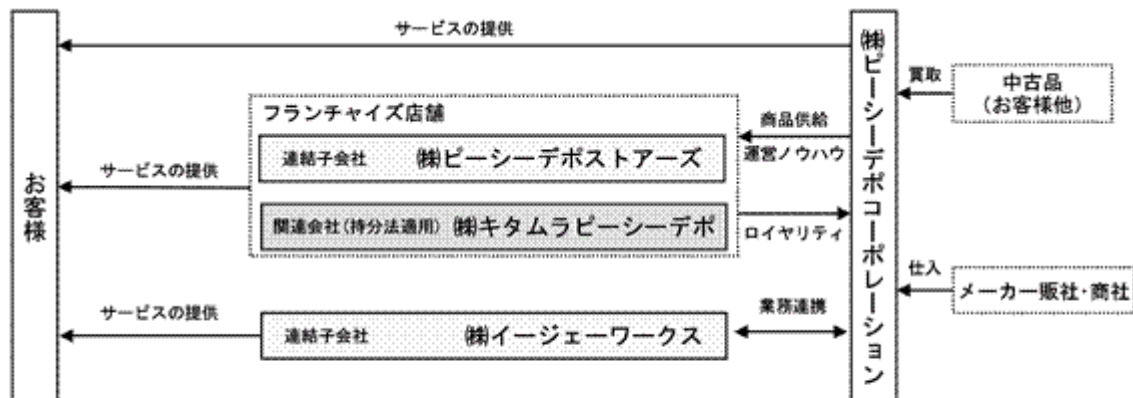 お客様
サービスの提供
フランチャイズ店舗
連結子会社 ㈱ピーシーデポストアーズ
関連会社(持分法適用) ㈱キタムラピーシーデポ
サービスの提供
連結子会社 ㈱イージェーワークス
サービスの提供
商品供給
運営ノウハウ
ロイヤリティ
業務連携
㈱ピーシーデポコーポレーション
買取
中古品
(お客様他)
仕入
メーカー販社・商社